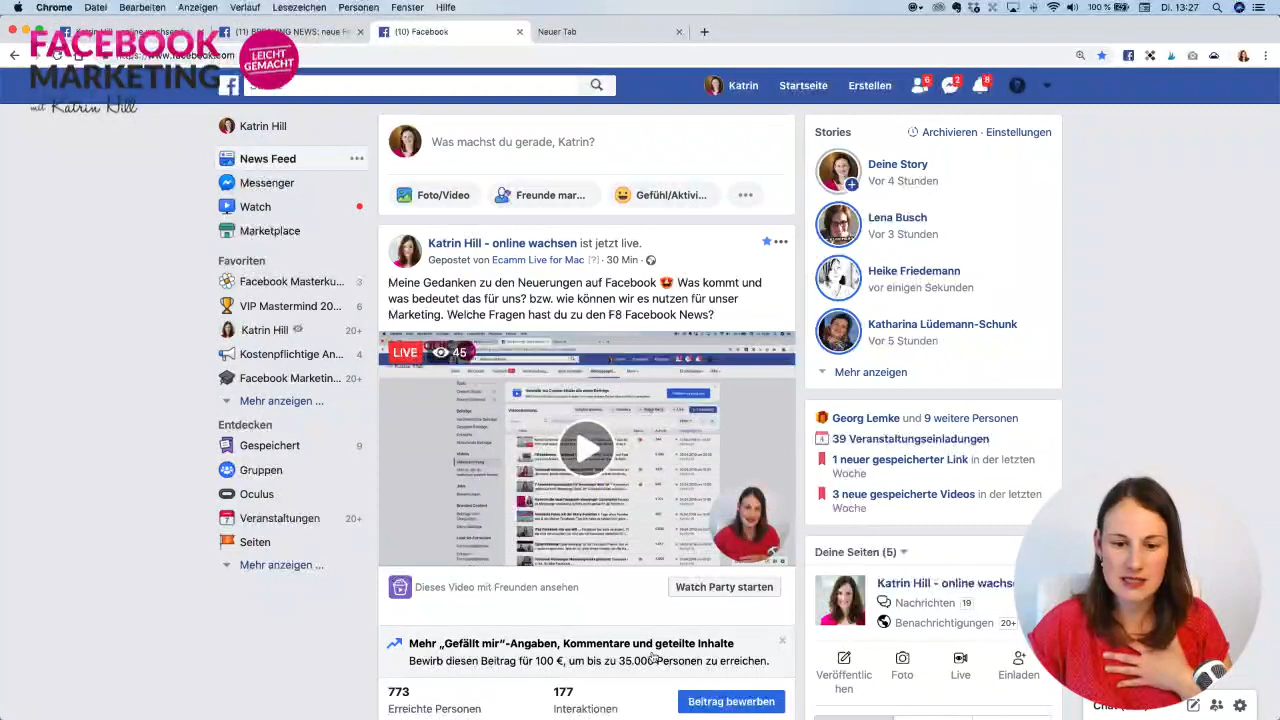 Chrome Datei Bearbeiten Anzeigen Verlauf Lesezeichen Personen Fenster Hilfe
100 % Di. 13:27
(11) BREAKING NEWS: neue F
(10) Facebook
Neuer Tab
FACEBOOK
MARKETING
LEICHT
GEMACHT
mit Katrin Hill
Katrin Startseite Erstellen 6 2 8
Katrin Hill
News Feed
Messenger
Watch
Marketplace
Favoriten
Facebook Masterku... 3
VIP Mastermind 20... 6
Katrin Hill 20+
Kostenpflichtige An... 4
Facebook Marketin... 20+
Mehr anzeigen ...
Entdecken
Gespeichert 9
Gruppen
Oculus
Veranstaltungen 20+
Seiten
Mehr anzeigen ...
Was machst du gerade, Katrin?
Foto/Video Freunde mar... Gefühl/Aktivi...
Katrin Hill - online wachsen ist jetzt live.
Gepostet von Ecamm Live for Mac [?] · 30 Min ·
Meine Gedanken zu den Neuerungen auf Facebook Was kommt und
was bedeutet das für uns? bzw. wie können wir es nutzen für unser
Marketing. Welche Fragen hast du zu den F8 Facebook News?
LIVE 45
Dieses Video mit Freunden ansehen Watch Party starten
Mehr „Gefällt mir“-Angaben, Kommentare und geteilte Inhalte
Bewirb diesen Beitrag für 100 €, um bis zu 35.000 Personen zu erreichen.
773 177
Erreichte Personen Interaktionen
Beitrag bewerben
Stories Archivieren · Einstellungen
Deine Story
Vor 4 Stunden
Lena Busch
Vor 3 Stunden
Heike Friedemann
vor einigen Sekunden
Katharina Lüdemann-Schunk
Vor 5 Stunden
Mehr anzeigen
Georg Lemke und 9 weitere Personen
39 Veranstaltungseinladungen
1 neuer gespeicherter Link in der letzten
Woche
3 neue gespeicherte Videos in der letzten
Woche
Deine Seiten (5)
Katrin Hill - online wachs
Nachrichten 19
Benachrichtigungen 20+
Veröffentlic
hen
Foto Live Einladen